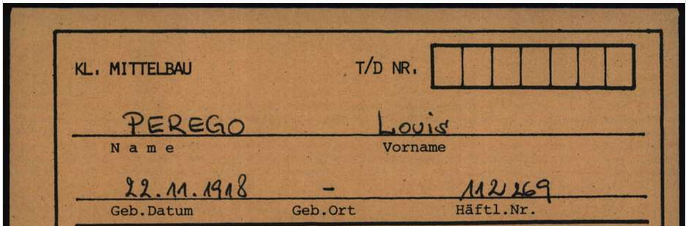 KL. MITTELBAU T/D NR.
PEREGO Louis
Name Vorname
22.11.1918 - 112269
Geb.Datum Geb.Ort Häftl.Nr.